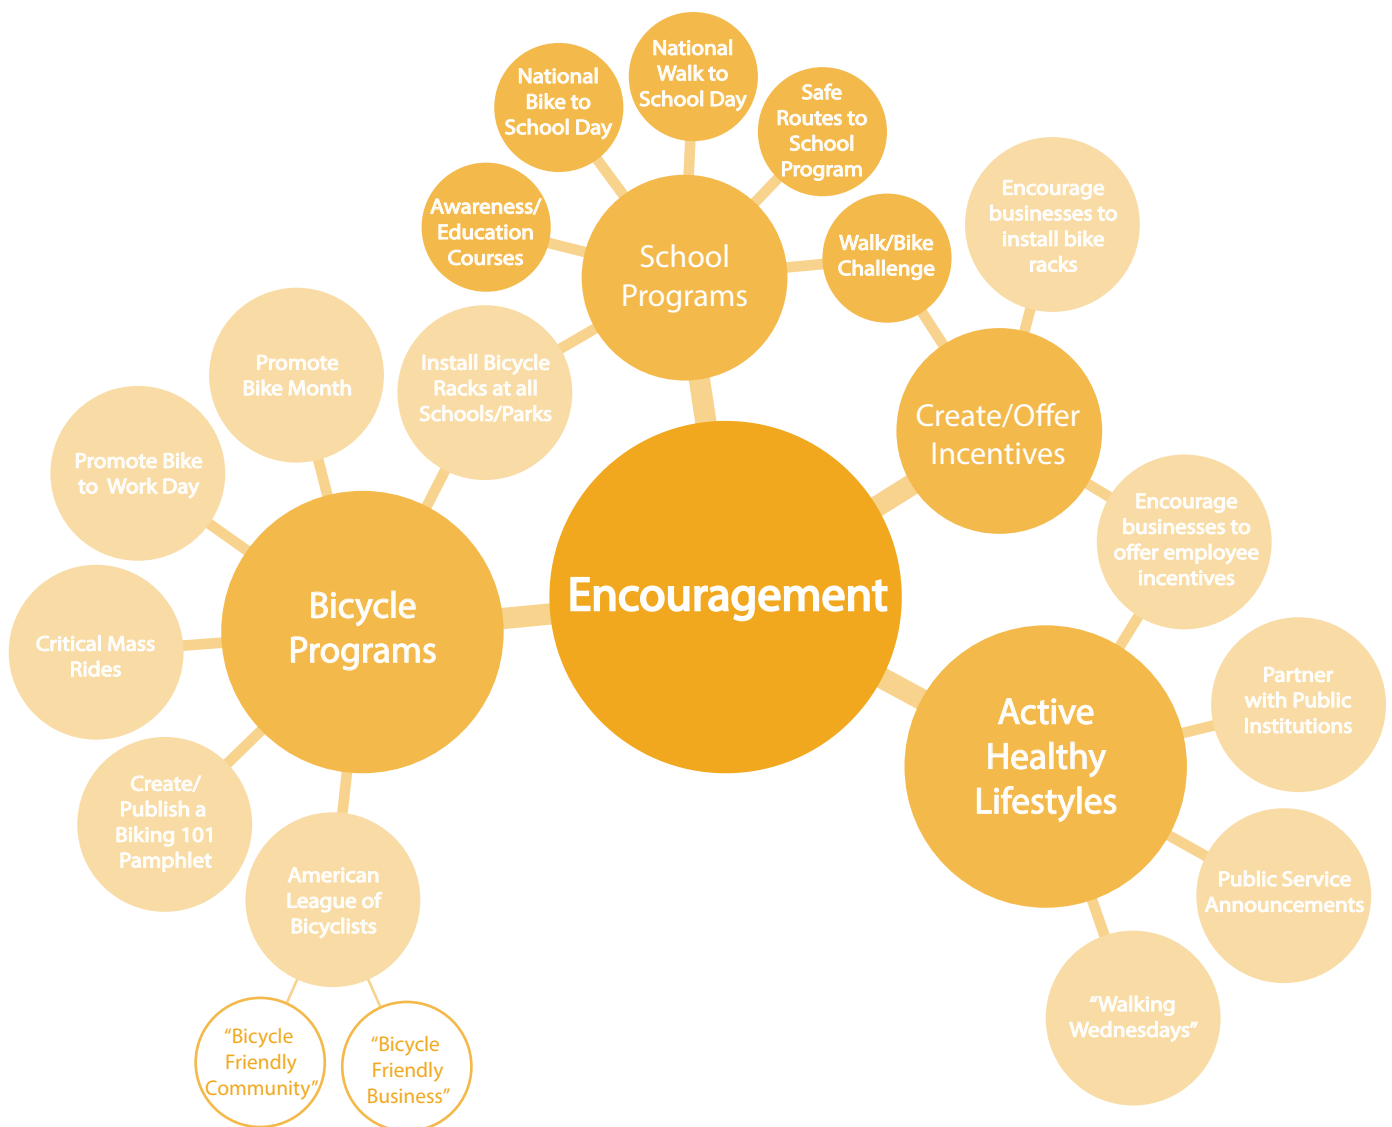 National
Bike to
School Day
National
Walk to
School Day
Safe
Routes to
School
Program
Awareness/
Education
Courses
School
Programs
Walk/Bike
Challenge
Encourage
businesses to
install bike
racks
Promote
Bike Month
Install Bicycle
Racks at all
Schools/Parks
Create/Offer
Incentives
Promote Bike
to Work Day
Encourage
businesses to
offer employee
incentives
Bicycle
Programs
Encouragement
Critical Mass
Rides
Active
Healthy
Lifestyles
Partner
with Public
Institutions
Create/
Publish a
Biking 101
Pamphlet
American
League of
Bicyclists
Public Service
Announcements
"Walking
Wednesdays"
“Bicycle
Friendly
Community”
“Bicycle
Friendly
Business”